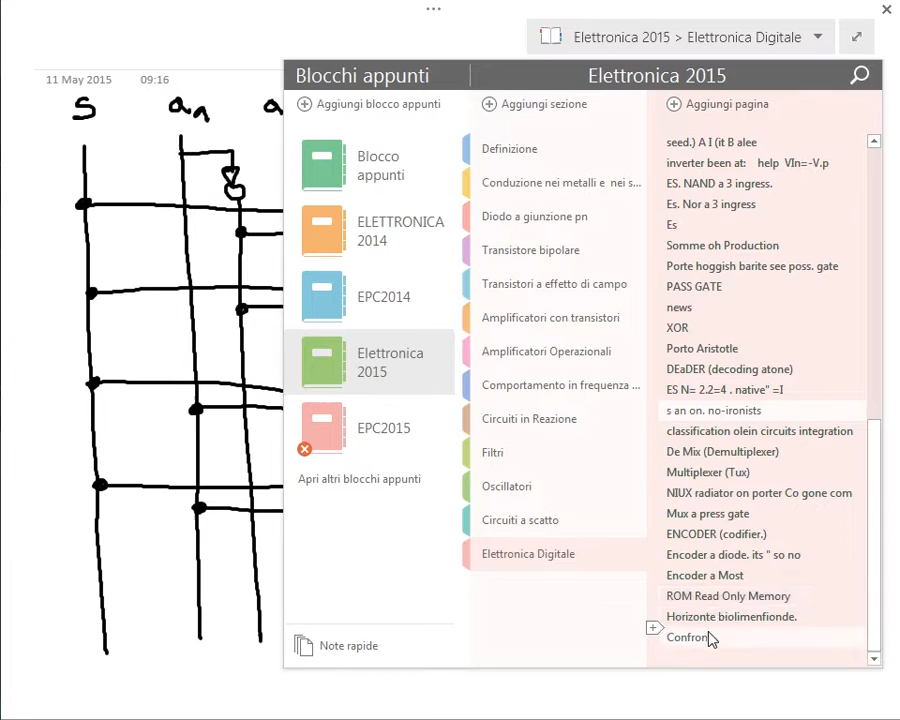 Elettronica 2015 > Elettronica Digitale
11 May 2015 09:16
S a₁ a
Blocchi appunti
Elettronica 2015
Aggiungi blocco appunti
Aggiungi sezione
Aggiungi pagina
Blocco
appunti
ELETTRONICA
2014
EPC2014
Elettronica
2015
EPC2015
Apri altri blocchi appunti
Note rapide
Definizione
Conduzione nei metalli e nei s...
Diodo a giunzione pn
Transistore bipolare
Transistori a effetto di campo
Amplificatori con transistori
Amplificatori Operazionali
Comportamento in frequenza ...
Circuiti in Reazione
Filtri
Oscillatori
Circuiti a scatto
Elettronica Digitale
seed.) A I (it B alee
inverter been at: help VIn=-V.p
ES. NAND a 3 ingress.
Es. Nor a 3 ingress
Es
Somme oh Production
Porte hoggish barite see poss. gate
PASS GATE
news
XOR
Porto Aristotle
DEaDER (decoding atone)
ES N= 2.2=4 . native" =I
s an on. no-ironists
classification olein circuits integration
De Mix (Demultiplexer)
Multiplexer (Tux)
NIUX radiator on porter Co gone com
Mux a press gate
ENCODER (codifier.)
Encoder a diode. its " so no
Encoder a Most
ROM Read Only Memory
Horizonte biolimenfionde.
Confron